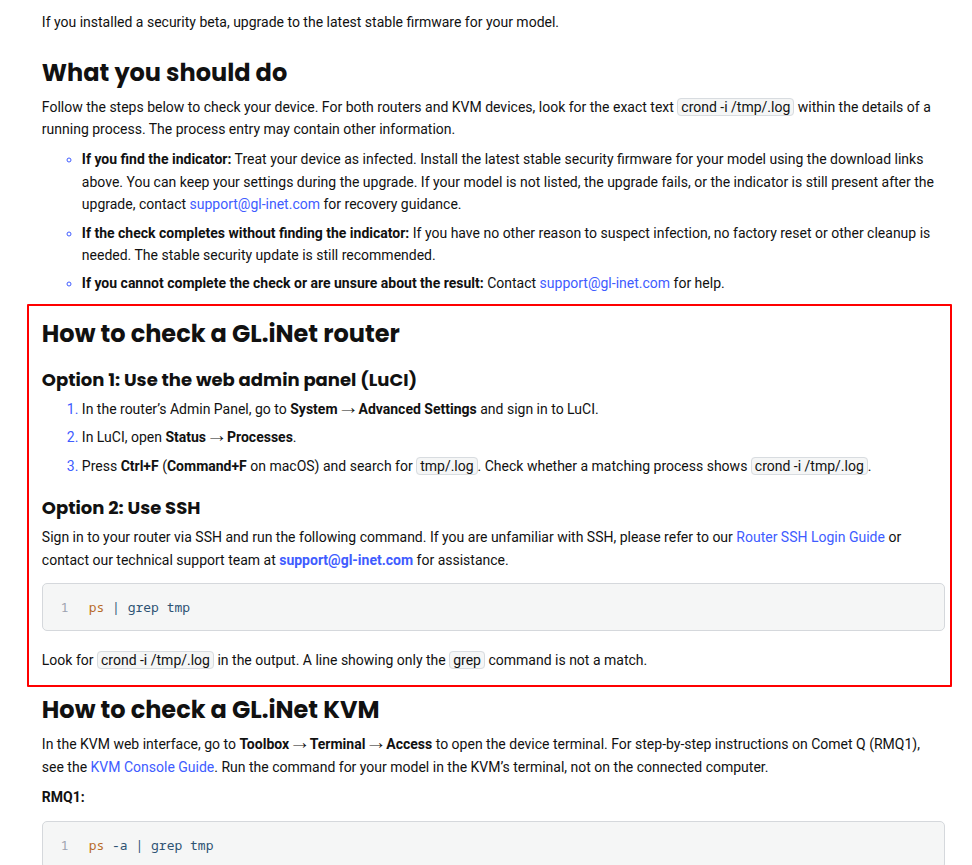 If you installed a security beta, upgrade to the latest stable firmware for your model.
What you should do
Follow the steps below to check your device. For both routers and KVM devices, look for the exact text crond -i /tmp/.log within the details of a
running process. The process entry may contain other information.
If you find the indicator: Treat your device as infected. Install the latest stable security firmware for your model using the download links
above. You can keep your settings during the upgrade. If your model is not listed, the upgrade fails, or the indicator is still present after the
upgrade, contact support@gl-inet.com for recovery guidance.
If the check completes without finding the indicator: If you have no other reason to suspect infection, no factory reset or other cleanup is
needed. The stable security update is still recommended.
If you cannot complete the check or are unsure about the result: Contact support@gl-inet.com for help.
How to check a GL.iNet router
Option 1: Use the web admin panel (LuCI)
1. In the router's Admin Panel, go to System → Advanced Settings and sign in to LuCI.
2. In LuCI, open Status → Processes.
3. Press Ctrl+F (Command+F on macOS) and search for tmp/.log. Check whether a matching process shows crond -i /tmp/.log.
Option 2: Use SSH
Sign in to your router via SSH and run the following command. If you are unfamiliar with SSH, please refer to our Router SSH Login Guide or
contact our technical support team at support@gl-inet.com for assistance.
1 ps | grep tmp
Look for crond -i /tmp/.log in the output. A line showing only the grep command is not a match.
How to check a GL.iNet KVM
In the KVM web interface, go to Toolbox → Terminal → Access to open the device terminal. For step-by-step instructions on Comet Q (RMQ1),
see the KVM Console Guide. Run the command for your model in the KVM's terminal, not on the connected computer.
RMQ1:
1 ps -a | grep tmp